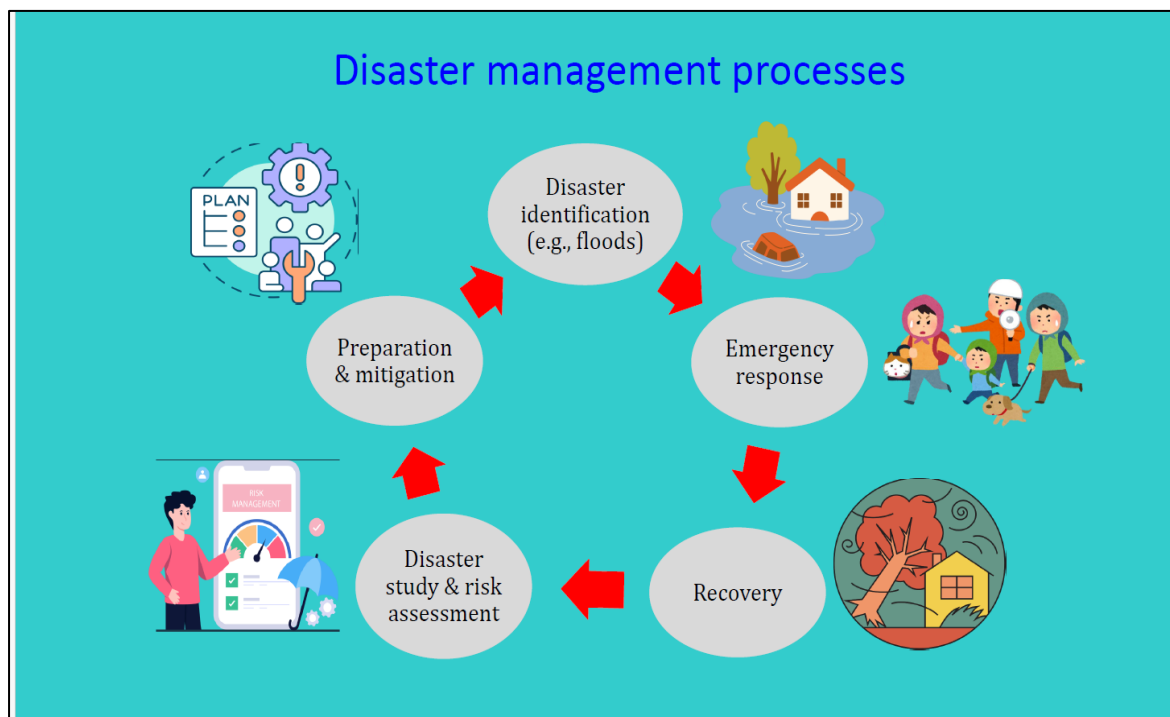 Disaster management processes
PLAN
Disaster
identification
(e.g., floods)
Preparation
& mitigation
Emergency
response
RISK
MANAGEMENT
Disaster
study & risk
assessment
Recovery